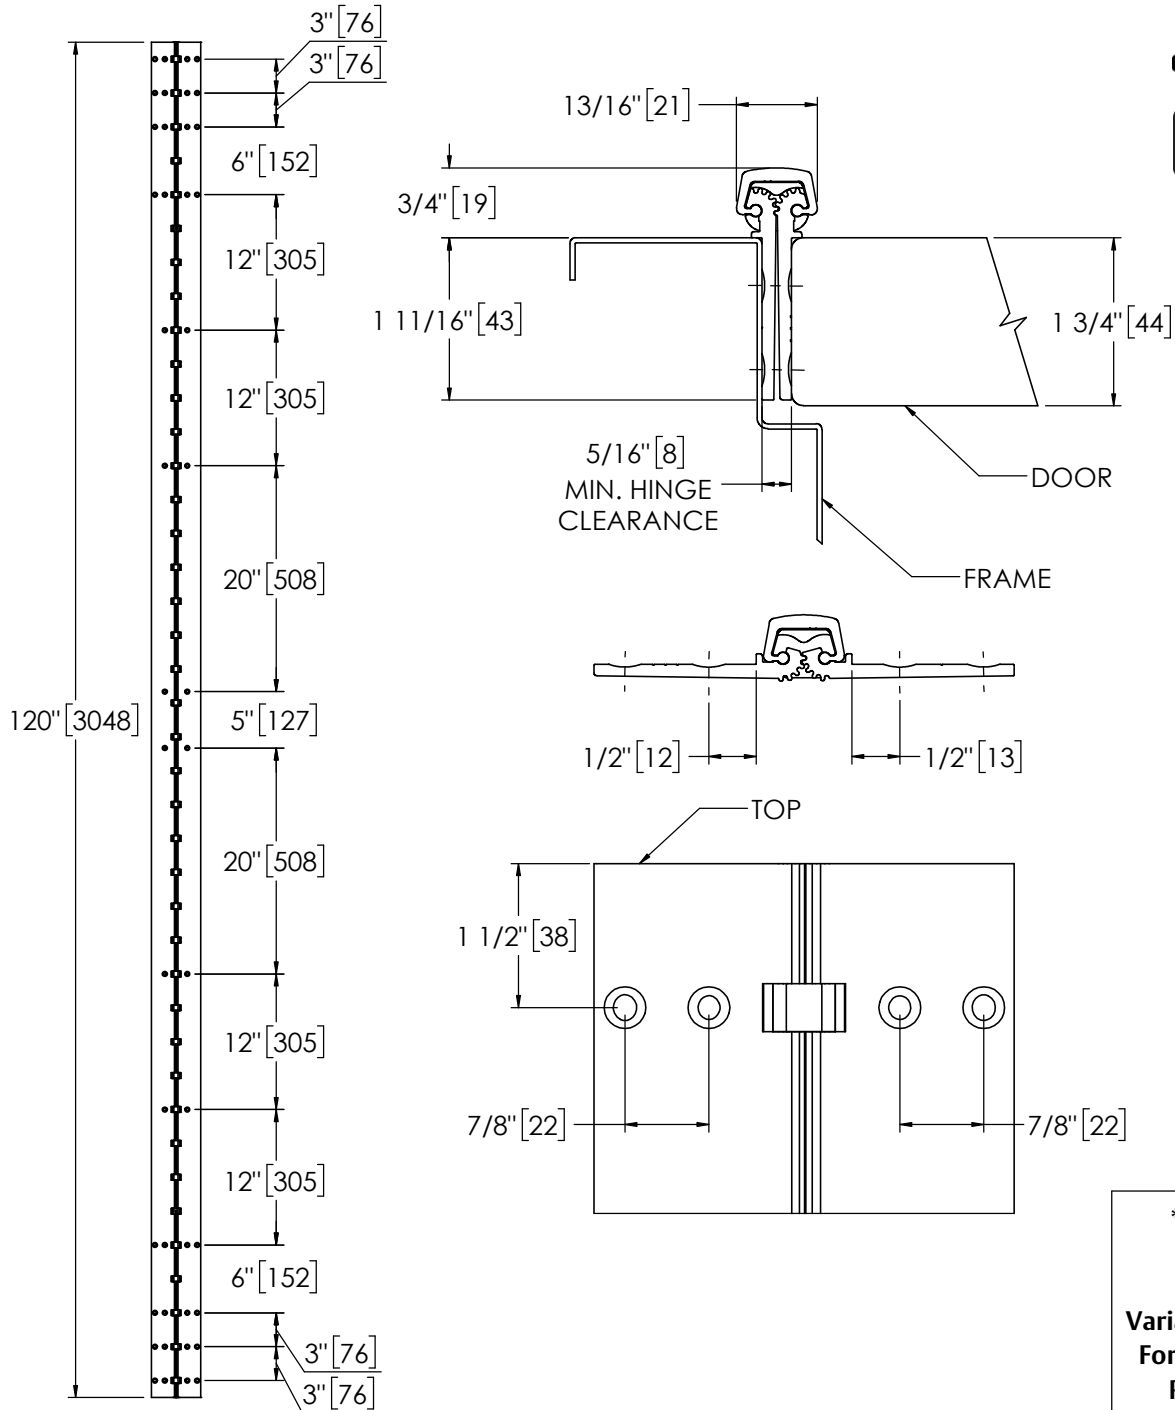 3" [76]
3" [76]
6" [152]
12" [305]
12" [305]
20" [508]
120" [3048]
5" [127]
20" [508]
12" [305]
12" [305]
6" [152]
3" [76]
3" [76]
13/16" [21]
3/4" [19]
1 11/16" [43]
1 3/4" [44]
5/16" [8]
MIN. HINGE
CLEARANCE
DOOR
FRAME
1/2" [12]
1/2" [13]
TOP
1 1/2" [38]
7/8" [22]
7/8" [22]
*
Vari
For